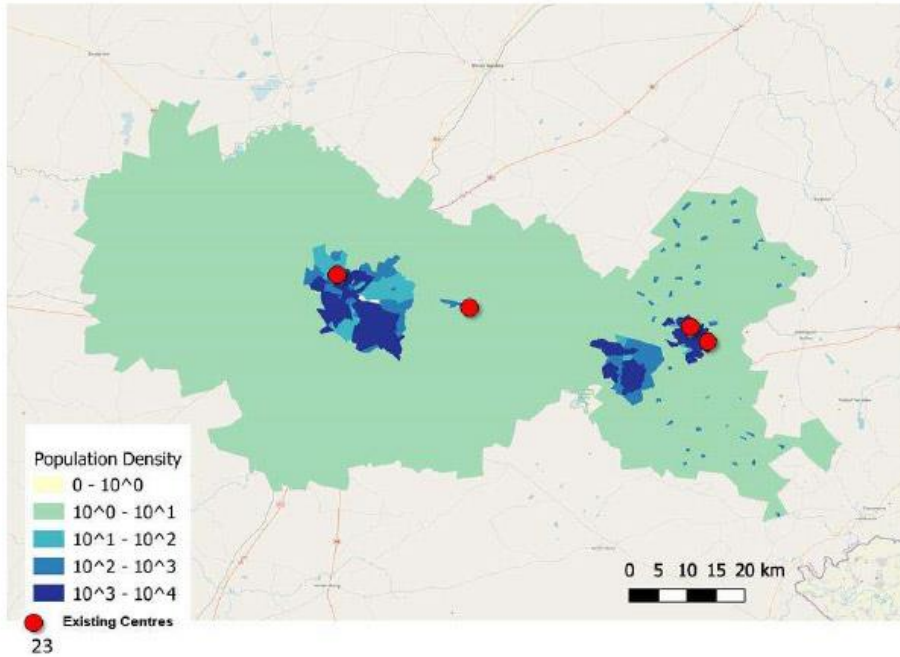 Population Density
0 - 10^0
10^0 - 10^1
10^1 - 10^2
10^2 - 10^3
10^3 - 10^4
Existing Centres
0 5 10 15 20 km
23